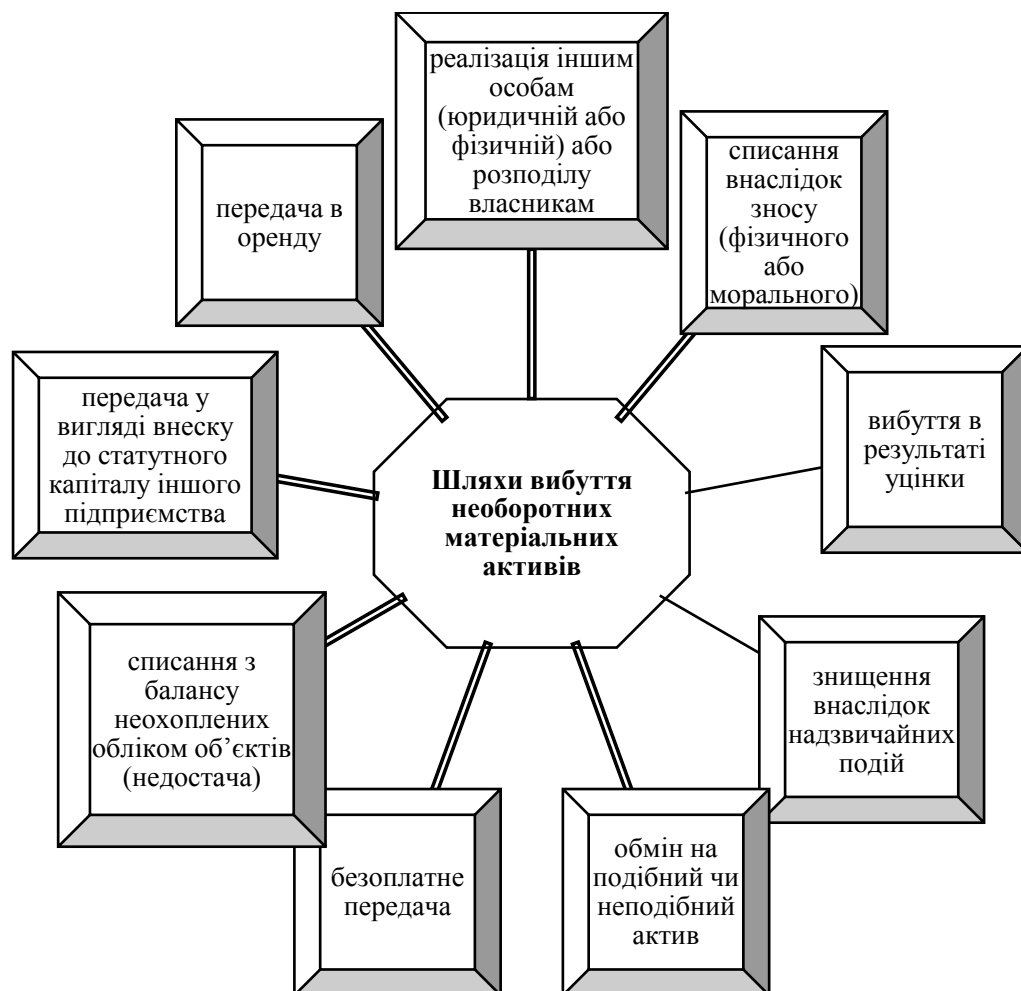 реалізація іншим
особам
(юридичній або
фізичній) або
розподілу
власникам
списання
внаслідок
зносу
(фізичного
або
морального)
вибуття в
результаті
уцінки
знищення
внаслідок
надзвичайних
подій
обмін на
подібний чи
неподібний
актив
безоплатне
передача
списання з
балансу
неохоплених
обліком об’єктів
(недостача)
передача у
вигляді внеску
до статутного
капіталу іншого
підприємства
передача в
оренду
Шляхи вибуття
необоротних
матеріальних
активів